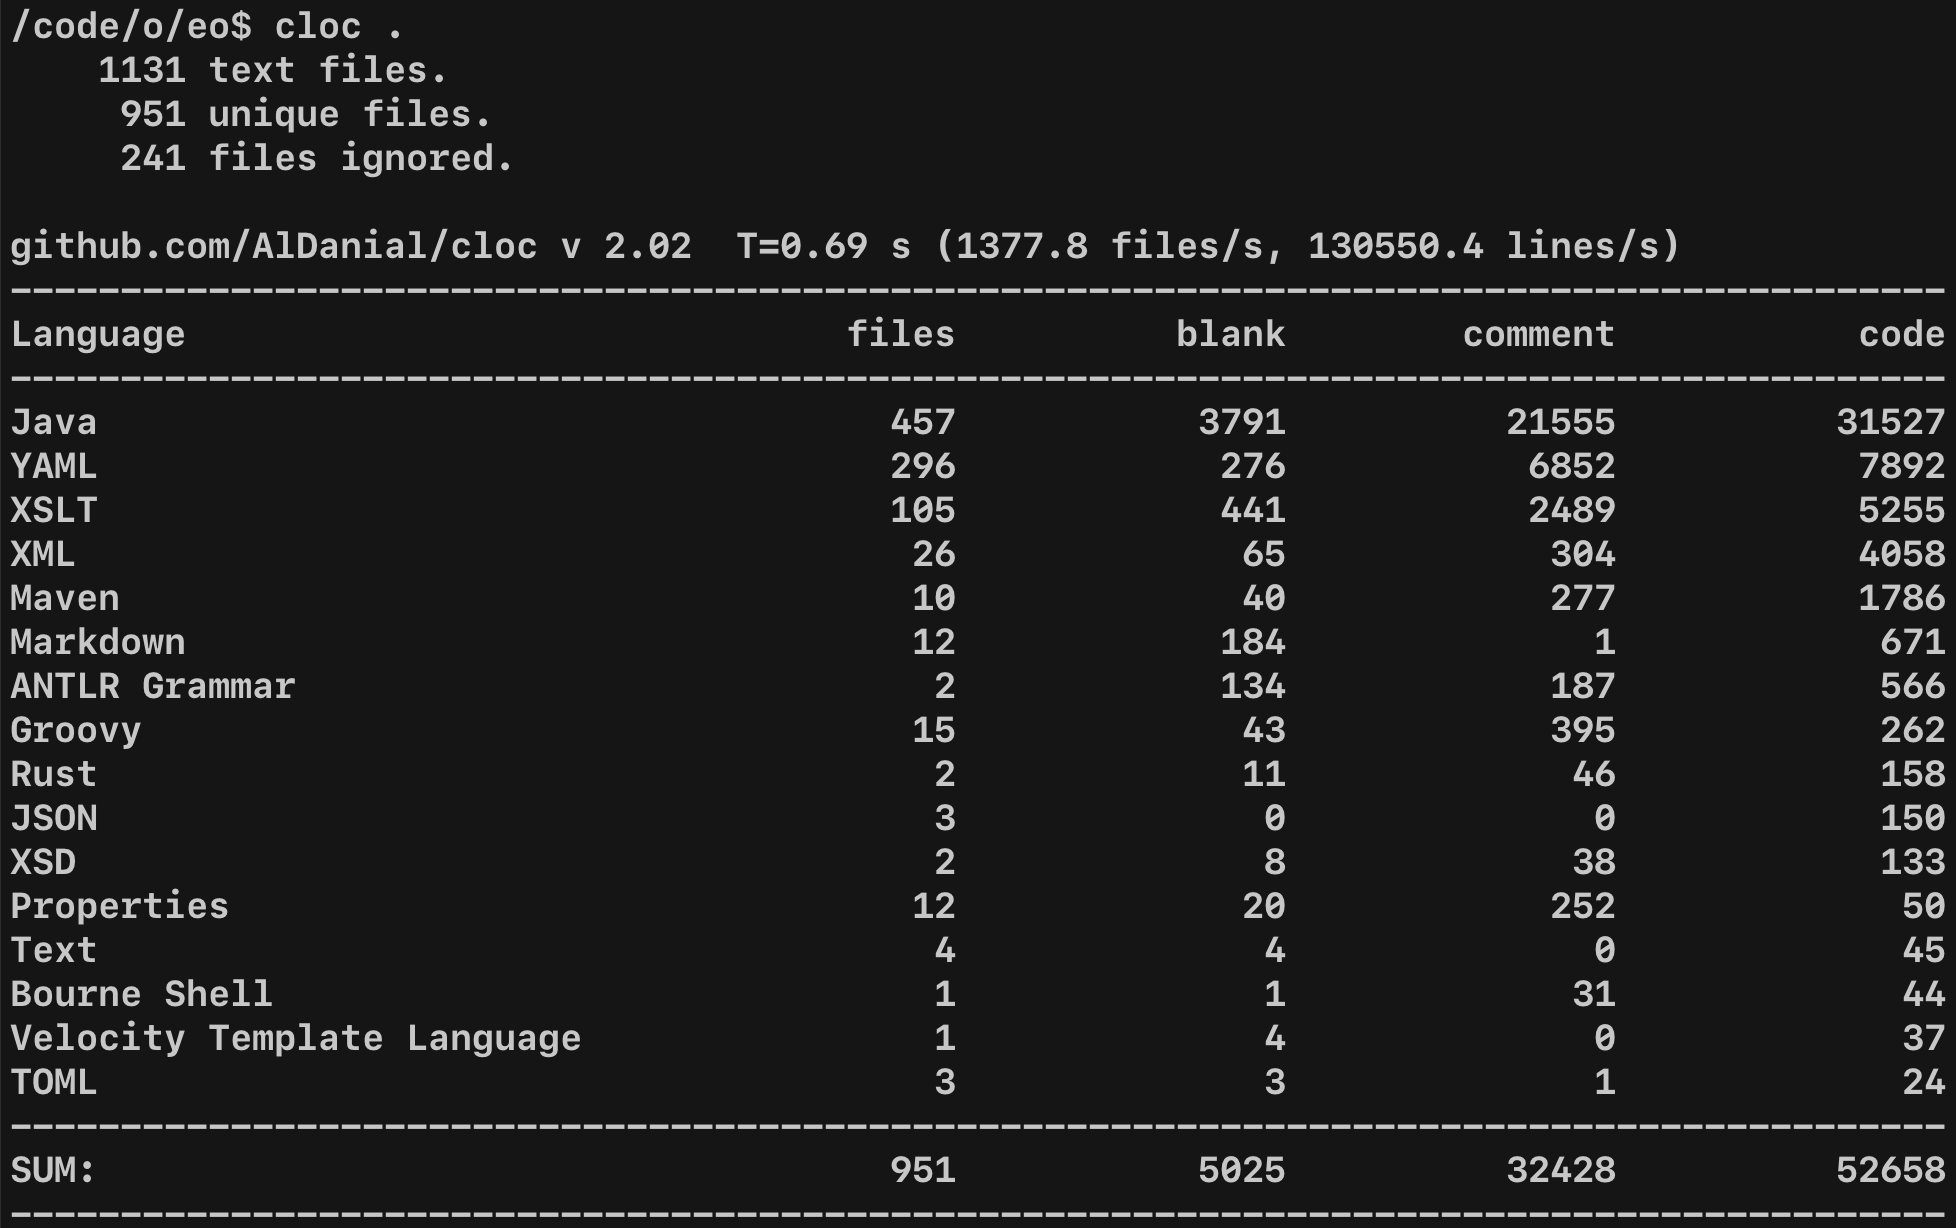 /code/o/eo$ cloc .
    1131 text files.
     951 unique files.
     241 files ignored.

github.com/AlDanial/cloc v 2.02  T=0.69 s (1377.8 files/s, 130550.4 lines/s)
----------------------------------------------------------------------------------------
Language                              files          blank        comment           code
----------------------------------------------------------------------------------------
Java                                    457           3791          21555          31527
YAML                                    296            276           6852           7892
XSLT                                    105            441           2489           5255
XML                                      26             65            304           4058
Maven                                    10             40            277           1786
Markdown                                 12            184              1            671
ANTLR Grammar                             2            134            187            566
Groovy                                   15             43            395            262
Rust                                      2             11             46            158
JSON                                      3              0              0            150
XSD                                       2              8             38            133
Properties                               12             20            252             50
Text                                      4              4              0             45
Bourne Shell                              1              1             31             44
Velocity Template Language                1              4              0             37
TOML                                      3              3              1             24
----------------------------------------------------------------------------------------
SUM:                                    951           5025          32428          52658
----------------------------------------------------------------------------------------